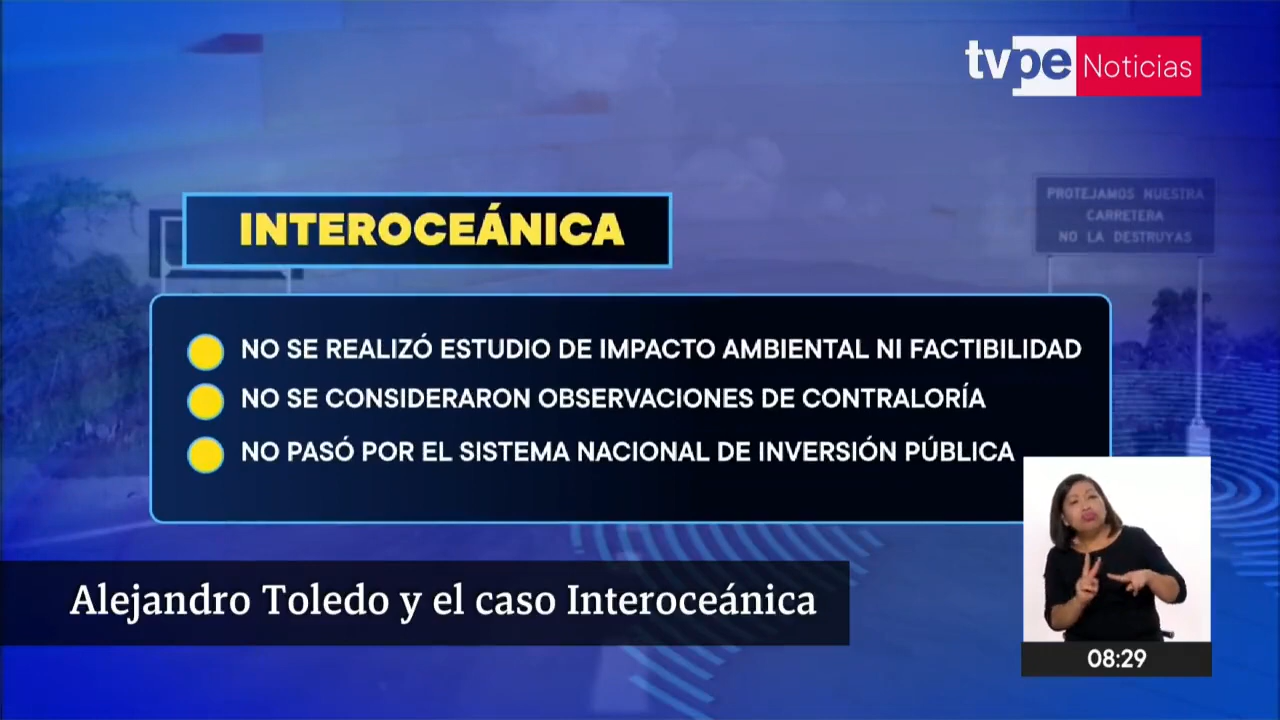 tvpe Noticias
PROTEJAMOS NUESTRA
CARRETERA
NO LA DESTRUYAS
INTEROCEÁNICA
NO SE REALIZÓ ESTUDIO DE IMPACTO AMBIENTAL NI FACTIBILIDAD
NO SE CONSIDERARON OBSERVACIONES DE CONTRALORÍA
NO PASÓ POR EL SISTEMA NACIONAL DE INVERSIÓN PÚBLICA
Alejandro Toledo y el caso Interoceánica
08:29